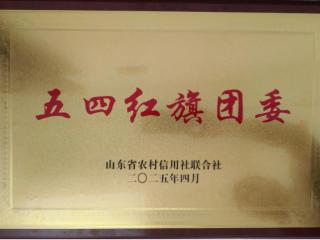 五四红旗团委
山东省农村信用社联合社
二〇二五年四月